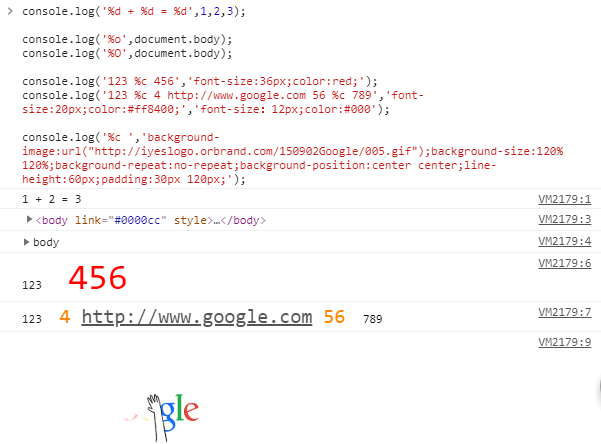 > console.log('%d + %d = %d',1,2,3);
console.log('%o',document.body);
console.log('%O',document.body);
console.log('123 %c 456','font-size:36px;color:red;');
console.log('123 %c 4 http://www.google.com 56 %c 789','font-
size:20px;color:#ff8400;','font-size: 12px;color:#000');
console.log('%c ','background-
image:url("http://iyeslogo.orbrand.com/150902Google/005.gif");background-size:120%
120%;background-repeat:no-repeat;background-position:center center;line-
height:60px;padding:30px 120px;');
1 + 2 = 3 VM2179:1
<body link="#0000cc" style>…</body> VM2179:3
body VM2179:4
123 456 VM2179:6
123 4 http://www.google.com 56 789 VM2179:7
VM2179:9
gle